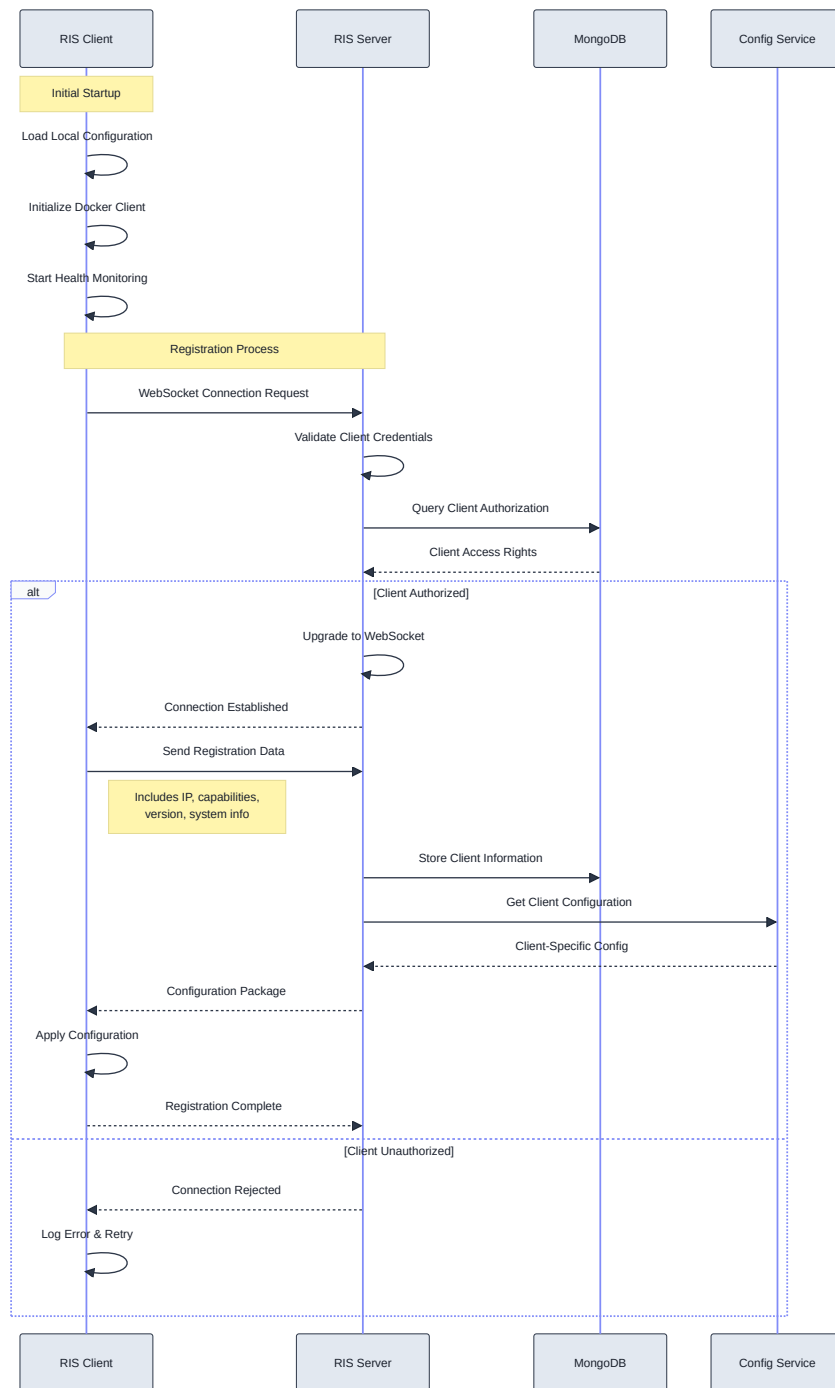 RIS Client
RIS Server
MongoDB
Config Service
Initial Startup
Load Local Configuration
Initialize Docker Client
Start Health Monitoring
Registration Process
WebSocket Connection Request
Validate Client Credentials
Query Client Authorization
Client Access Rights
alt
[Client Authorized]
Upgrade to WebSocket
Connection Established
Send Registration Data
Includes IP, capabilities,
version, system info
Store Client Information
Get Client Configuration
Client-Specific Config
Configuration Package
Apply Configuration
Registration Complete
[Client Unauthorized]
Connection Rejected
Log Error & Retry
RIS Client
RIS Server
MongoDB
Config Service